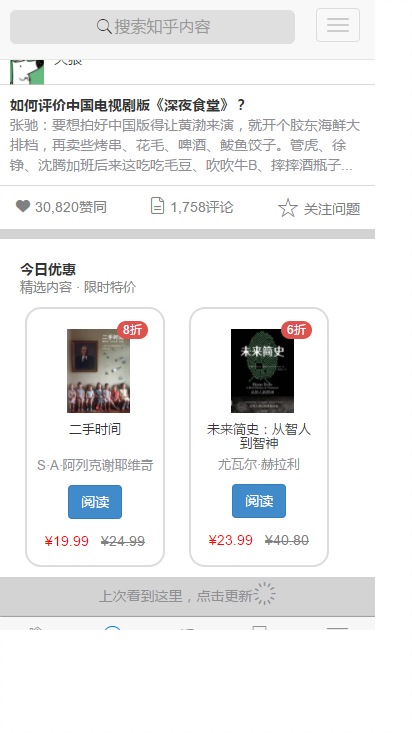 搜索知乎内容
如何评价中国电视剧版《深夜食堂》？
张驰：要想拍好中国版得让黄渤来演，就开个胶东海鲜大
排档，再卖些烤串、花毛、啤酒、鲅鱼饺子。管虎、徐
铮、沈腾加班后来这吃吃毛豆、吹吹牛B、摔摔酒瓶子...
30,820赞同
1,758评论
关注问题
今日优惠
精选内容 · 限时特价
8折
二手时间
二手时间
S·A·阿列克谢耶维奇
阅读
¥19.99 ¥24.99
6折
未来简史
未来简史：从智人
到智神
尤瓦尔·赫拉利
阅读
¥23.99 ¥40.80
上次看到这里，点击更新